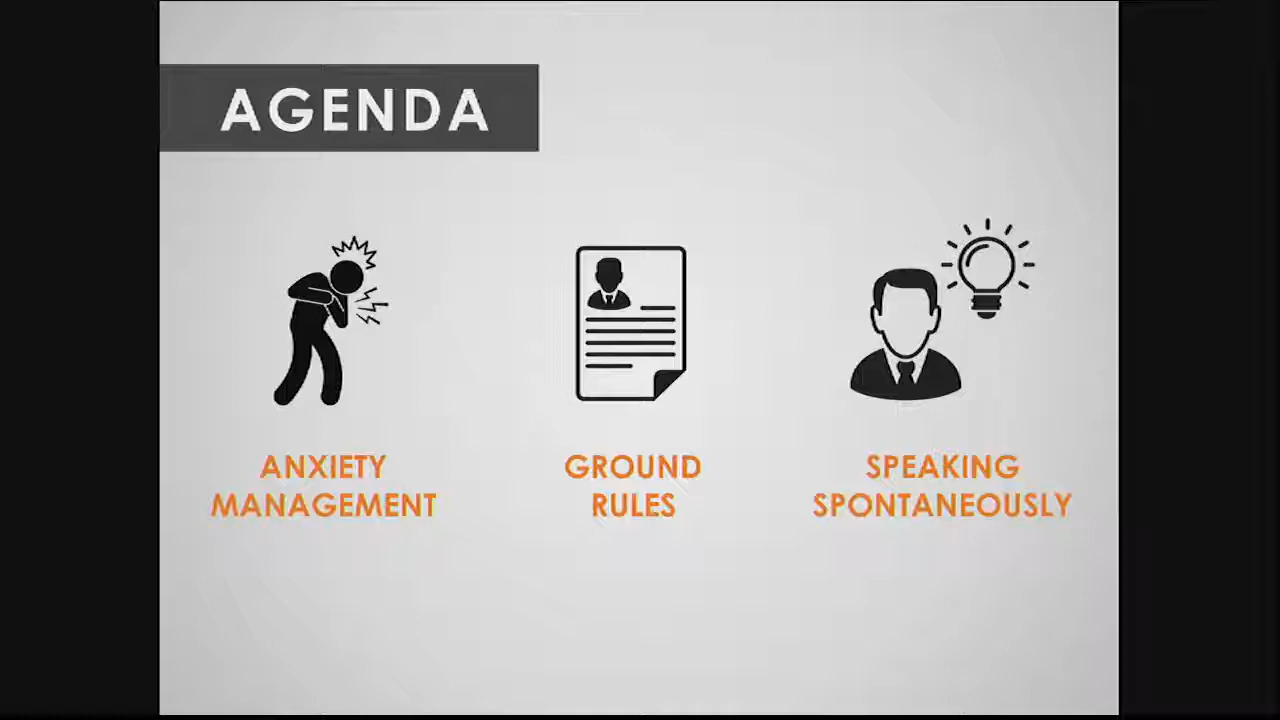 AGENDA
ANXIETY
MANAGEMENT
GROUND
RULES
SPEAKING
SPONTANEOUSLY